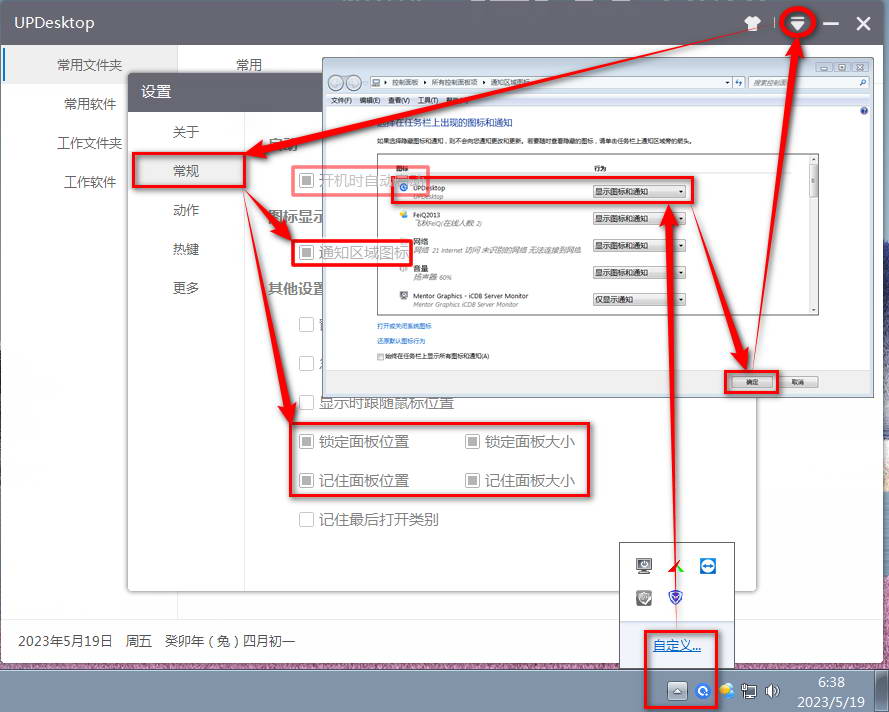 UPDesktop
常用文件夹
常用
常用软件
工作文件夹
工作软件
设置
关于
常规
动作
热键
更多
启动
开机时自动
图标显示
通知区域图标
其他设置
显示时跟随鼠标位置
锁定面板位置
锁定面板大小
记住面板位置
记住面板大小
记住最后打开类别
控制面板
所有控制面板项
通知区域图标
搜索控制面
文件(F)
编辑(E)
查看(V)
工具(T)
选择在任务栏上出现的图标和通知
如果选择隐藏图标和通知，则不会向您通知更改和更新。若要随时查看隐藏的图标，请单击任务栏上通知区域旁的箭头。
图标
行为
UPDesktop
UPDesktop
显示图标和通知
FeiQ2013
飞秋FeiQ(在线人数 2)
显示图标和通知
网络
网络 21 Internet 访问 未识别的网络 无法连接到网络
显示图标和通知
音量
扬声器: 60%
显示图标和通知
Mentor Graphics - iCDB Server Monitor
Mentor Graphics iCDB Server Monitor
仅显示通知
打开或关闭系统图标
还原默认图标行为
始终在任务栏上显示所有图标和通知(A)
确定
取消
自定义...
2023年5月19日 周五 癸卯年（兔）四月初一
6:38
2023/5/19